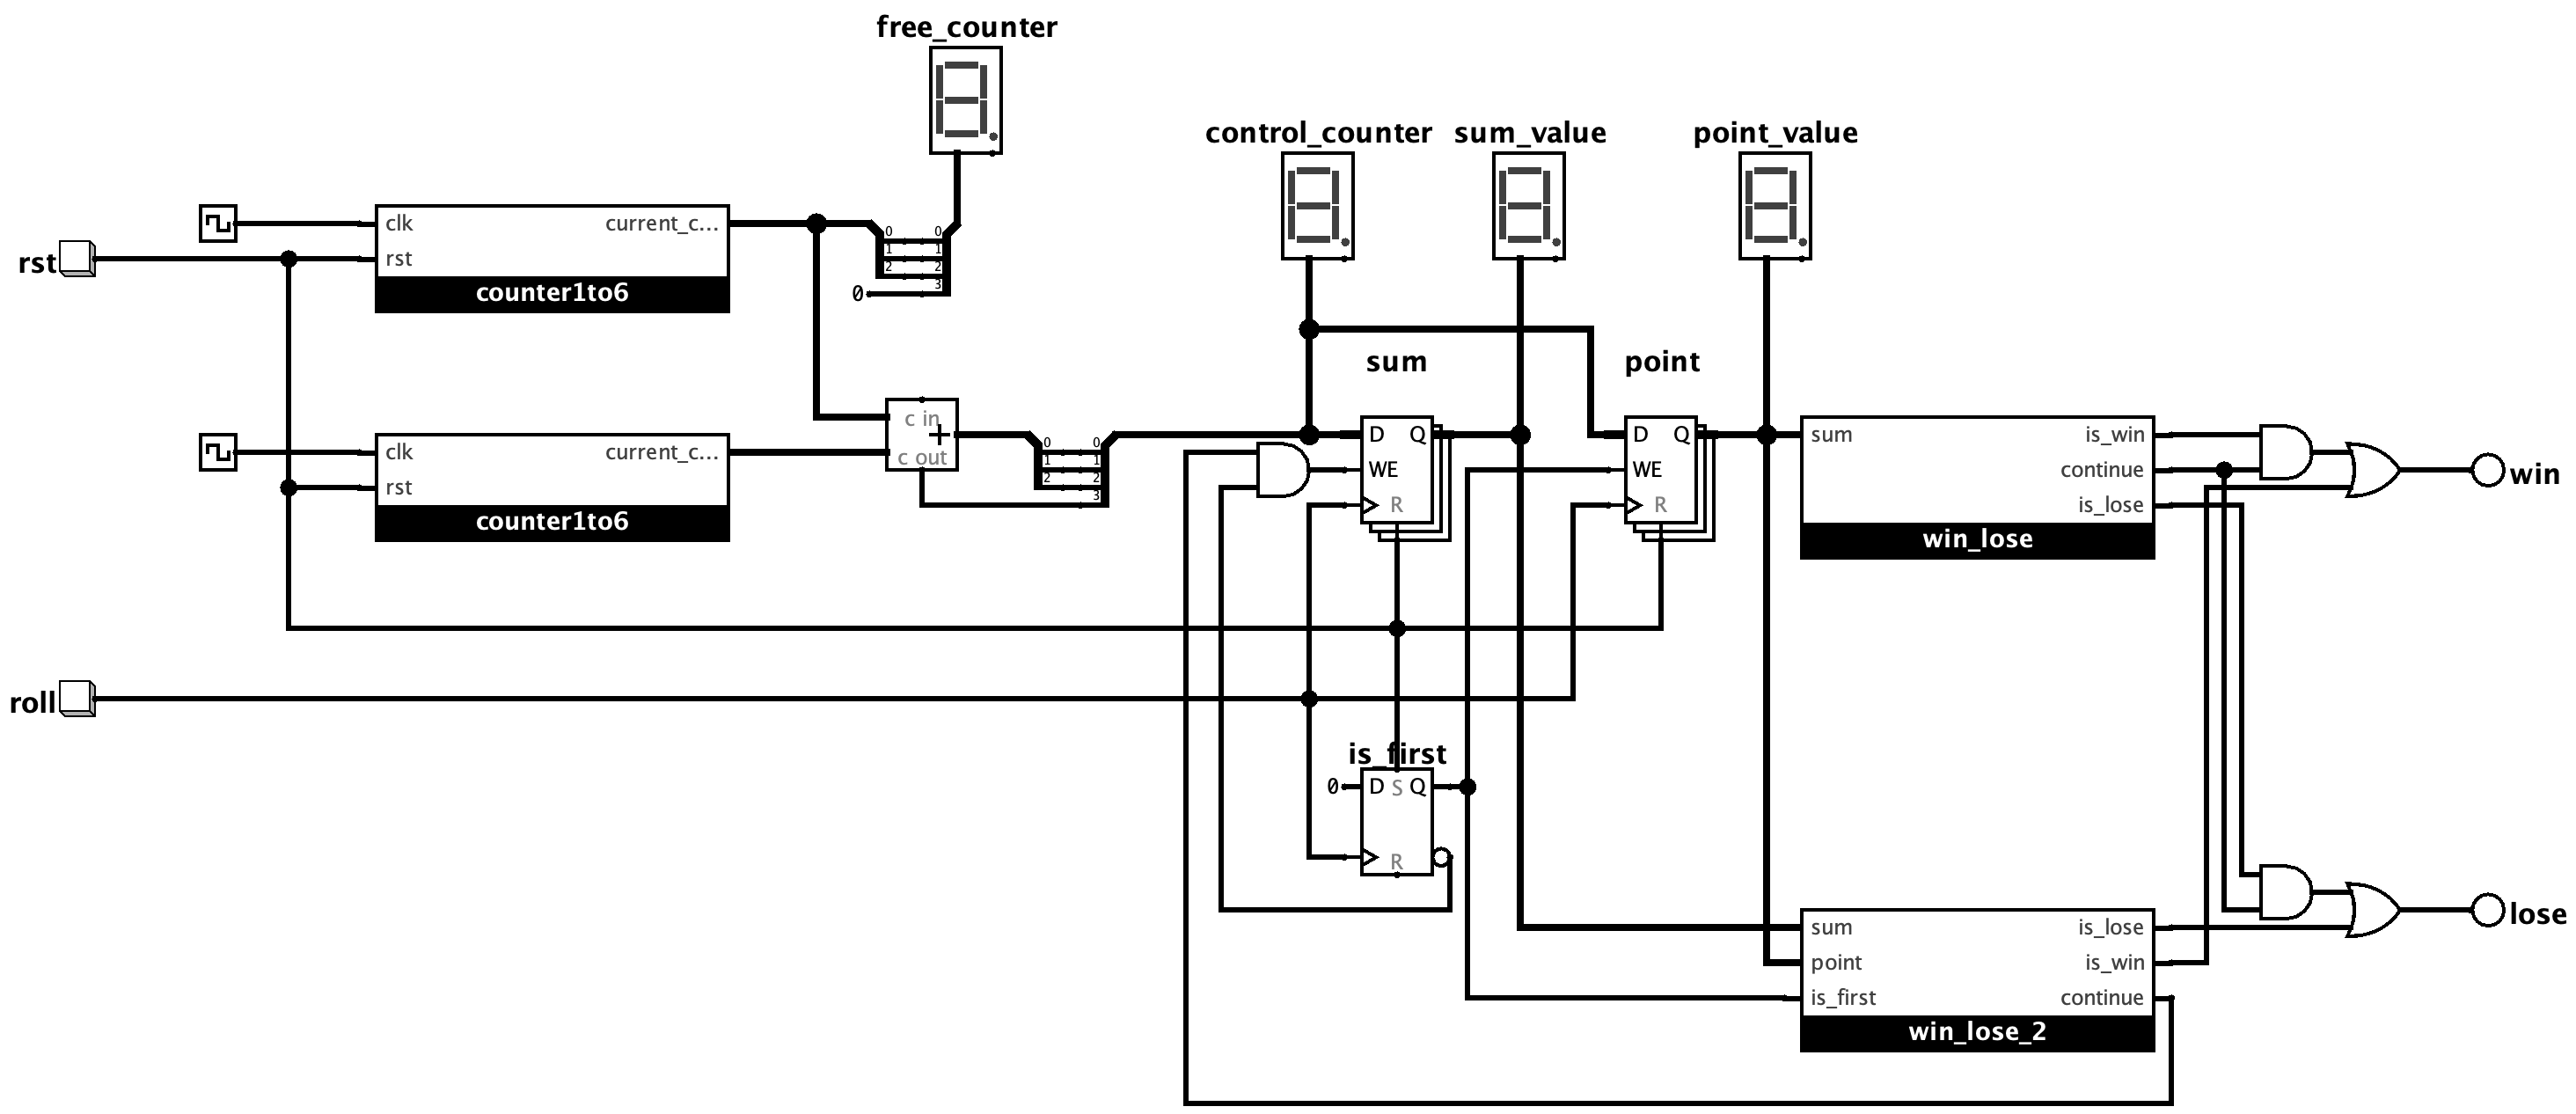 free_counter
control_counter sum_value point_value
clk current_c...
rst
rst
counter1to6
0 0
1 1
2 2
3
0
sum point
c in
+
c out
clk current_c...
rst
counter1to6
0 0
1 1
2 2
3
D Q
WE
R
D Q
WE
R
sum is_win
continue
is_lose
win_lose
win
roll
is_first
0 D S Q
R
sum is_lose
point is_win
is_first continue
win_lose_2
lose